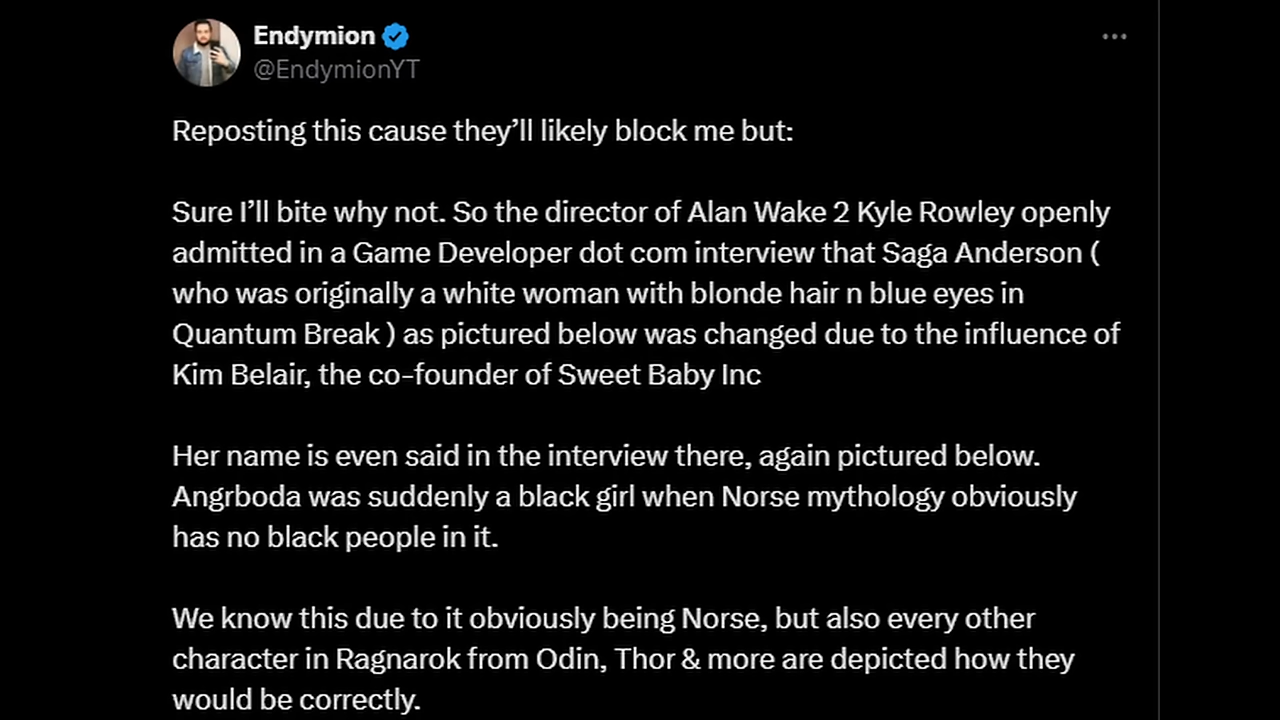 Endymion
@EndymionYT
Reposting this cause they'll likely block me but:
Sure I'll bite why not. So the director of Alan Wake 2 Kyle Rowley openly
admitted in a Game Developer dot com interview that Saga Anderson (
who was originally a white woman with blonde hair n blue eyes in
Quantum Break ) as pictured below was changed due to the influence of
Kim Belair, the co-founder of Sweet Baby Inc
Her name is even said in the interview there, again pictured below.
Angrboda was suddenly a black girl when Norse mythology obviously
has no black people in it.
We know this due to it obviously being Norse, but also every other
character in Ragnarok from Odin, Thor & more are depicted how they
would be correctly.